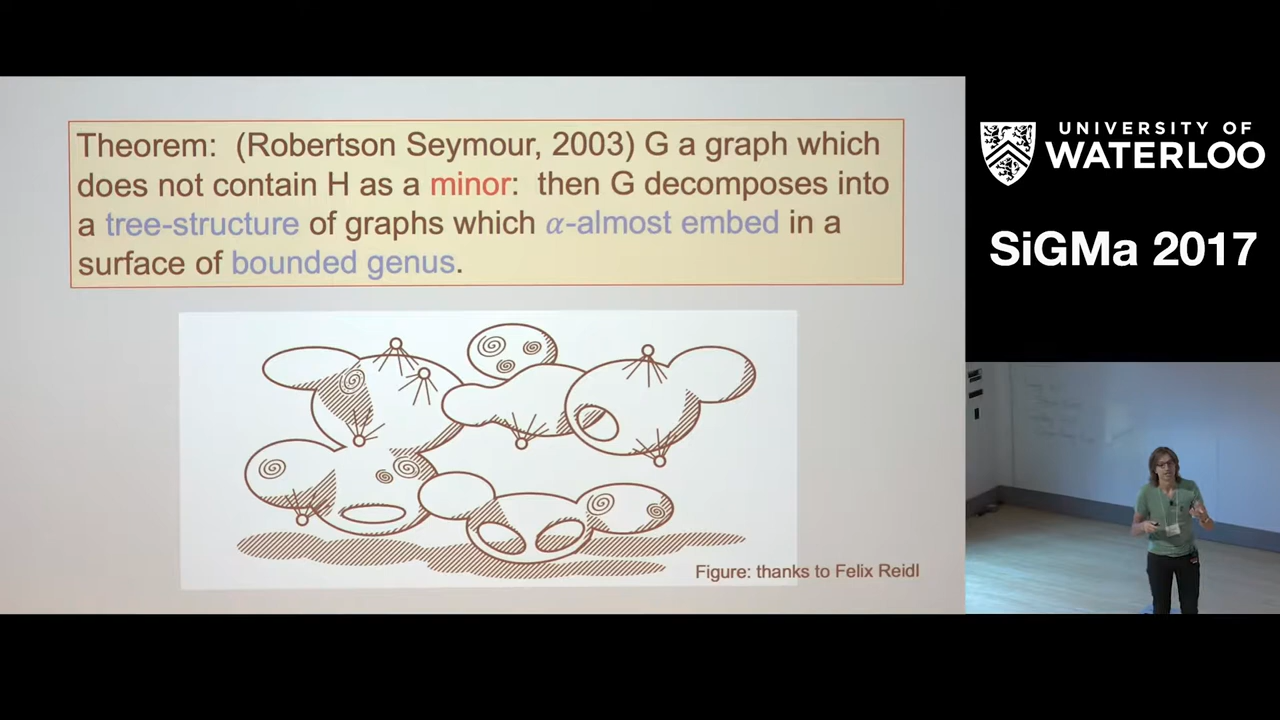 Theorem: (Robertson Seymour, 2003) G a graph which
does not contain H as a minor: then G decomposes into
a tree-structure of graphs which α-almost embed in a
surface of bounded genus.
Figure: thanks to Felix Reidl
UNIVERSITY OF
WATERLOO
SiGMa 2017